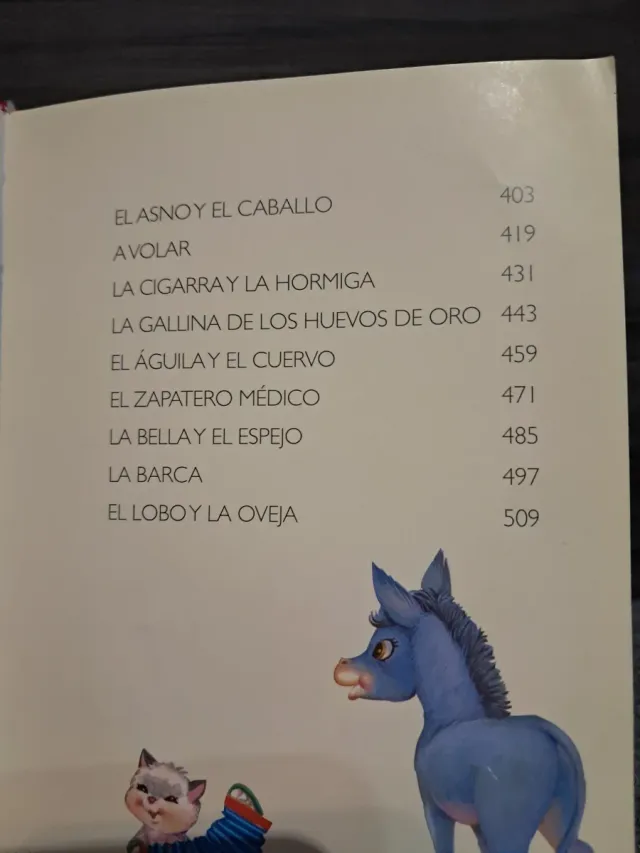 EL ASNO Y EL CABALLO 403
A VOLAR 419
LA CIGARRA Y LA HORMIGA 431
LA GALLINA DE LOS HUEVOS DE ORO 443
EL ÁGUILA Y EL CUERVO 459
EL ZAPATERO MÉDICO 471
LA BELLA Y EL ESPEJO 485
LA BARCA 497
EL LOBO Y LA OVEJA 509